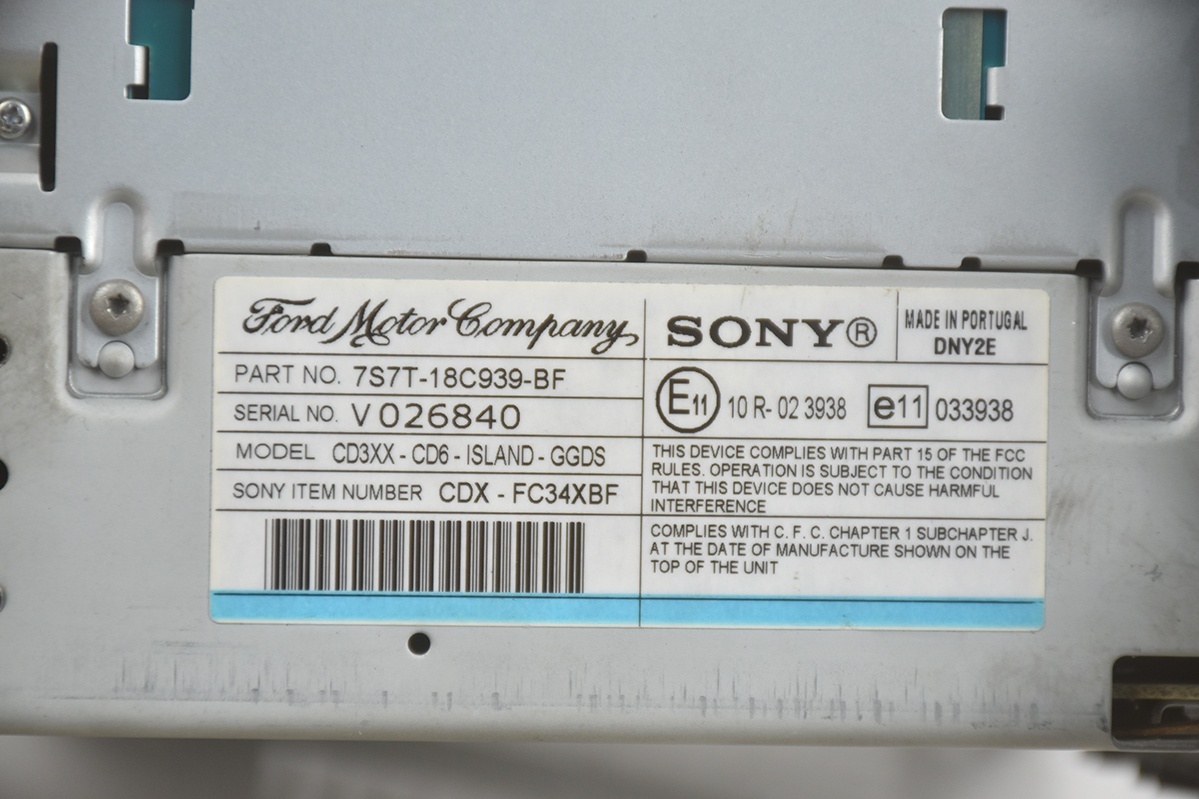 Ford Motor Company
PART NO. 7S7T-18C939-BF
SERIAL NO. V026840
MODEL CD3XX - CD6 - ISLAND - GGDS
SONY ITEM NUMBER CDX - FC34XBF
SONY®
MADE IN PORTUGAL
DNY2E
E11 10 R- 02 3938 e11 033938
THIS DEVICE COMPLIES WITH PART 15 OF THE FCC
RULES. OPERATION IS SUBJECT TO THE CONDITION
THAT THIS DEVICE DOES NOT CAUSE HARMFUL
INTERFERENCE
COMPLIES WITH C. F. C. CHAPTER 1 SUBCHAPTER J.
AT THE DATE OF MANUFACTURE SHOWN ON THE
TOP OF THE UNIT